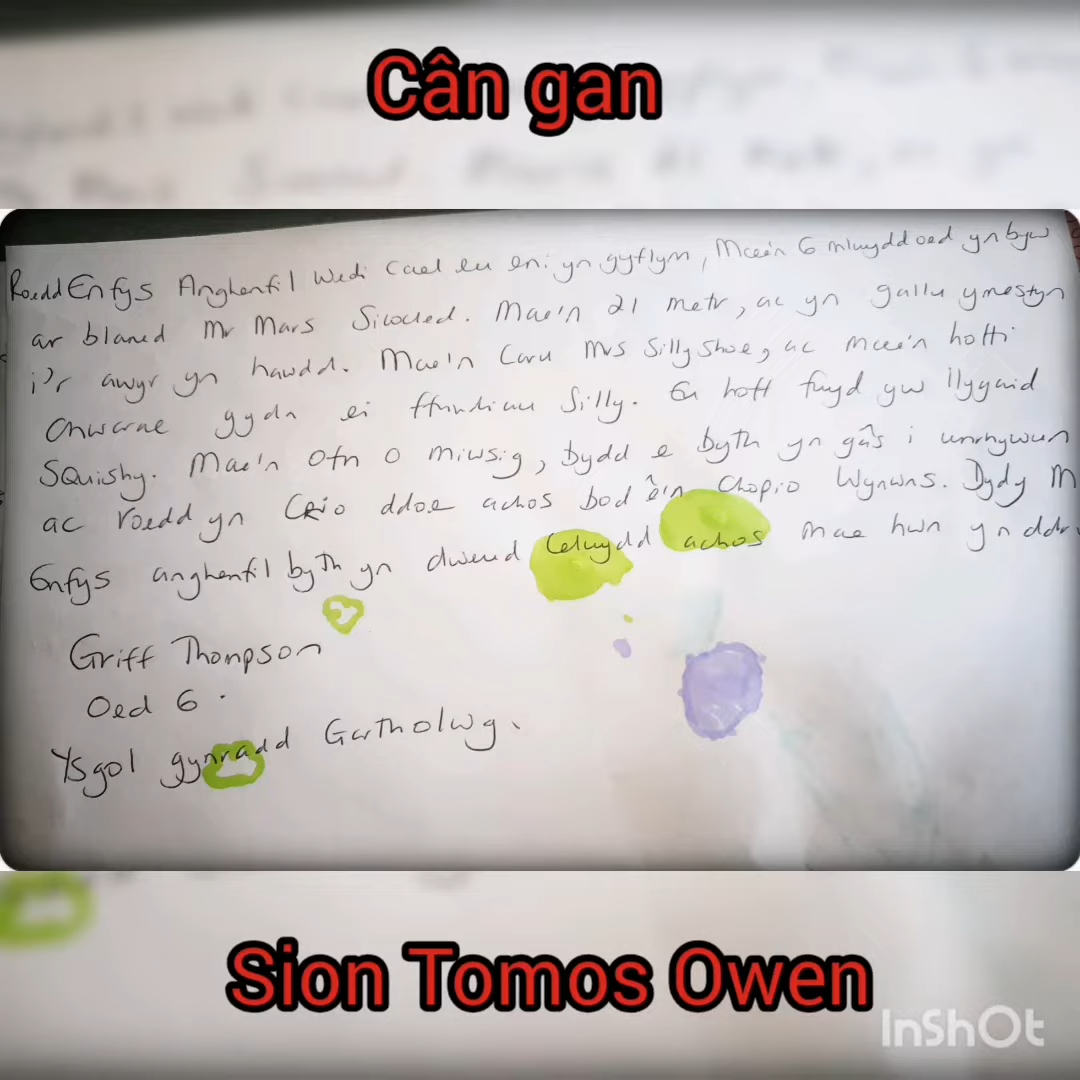 Cân gan
Roedd Enfys Anghenfil wedi cael eu eni yn gyflym, Mae'n 6 mlwydd oed yn byw
ar blaned Mr Mars Siocled. Mae'n 21 metr, ac yn gallu ymestyn
i'r awyr yn hawdd. Mae'n Caru Mrs Silly Shoe, ac mae'n hoffi
chwarae gyda ei ffrindiau Silly. Eu hoff fwyd yw llygaid
Squishy. Mae'n Ofn o miwsig, bydd e byth yn gâs i unrhywun
ac roedd yn Crio ddoe achos bod ê'n Chopio Wynwns. Dydy M
Enfys anghenfil byth yn dweud Celwydd achos mae hwn yn
Griff Thompson
Oed 6.
Ysgol gynradd Gartholwg.
Sion Tomos Owen
InShOt